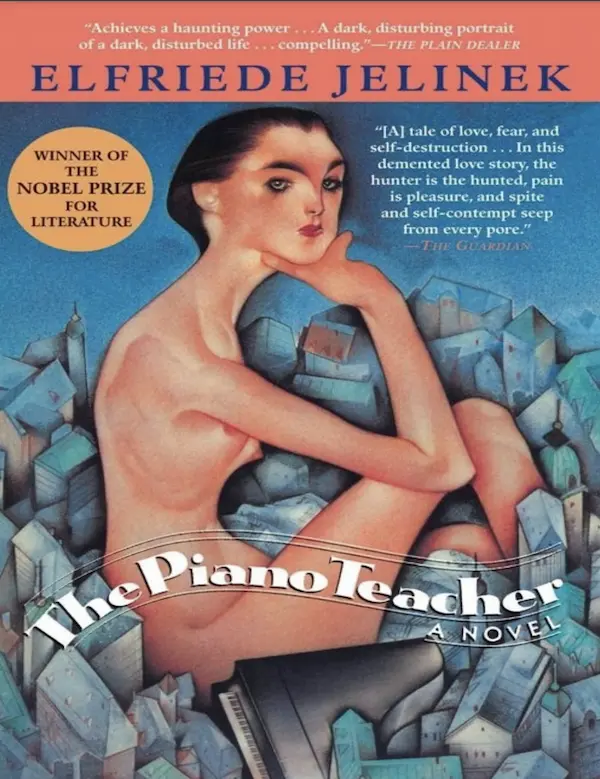 "Achieves a haunting power . . . A dark, disturbing portrait
of a dark, disturbed life . . . compelling."—THE PLAIN DEALER
ELFRIEDE JELINEK
WINNER OF
THE
NOBEL PRIZE
FOR
LITERATURE
"[A] tale of love, fear, and
self-destruction . . . In this
demented love story, the
hunter is the hunted, pain
is pleasure, and spite
and self-contempt seep
from every pore."
—THE GUARDIAN
The Piano Teacher
A NOVEL